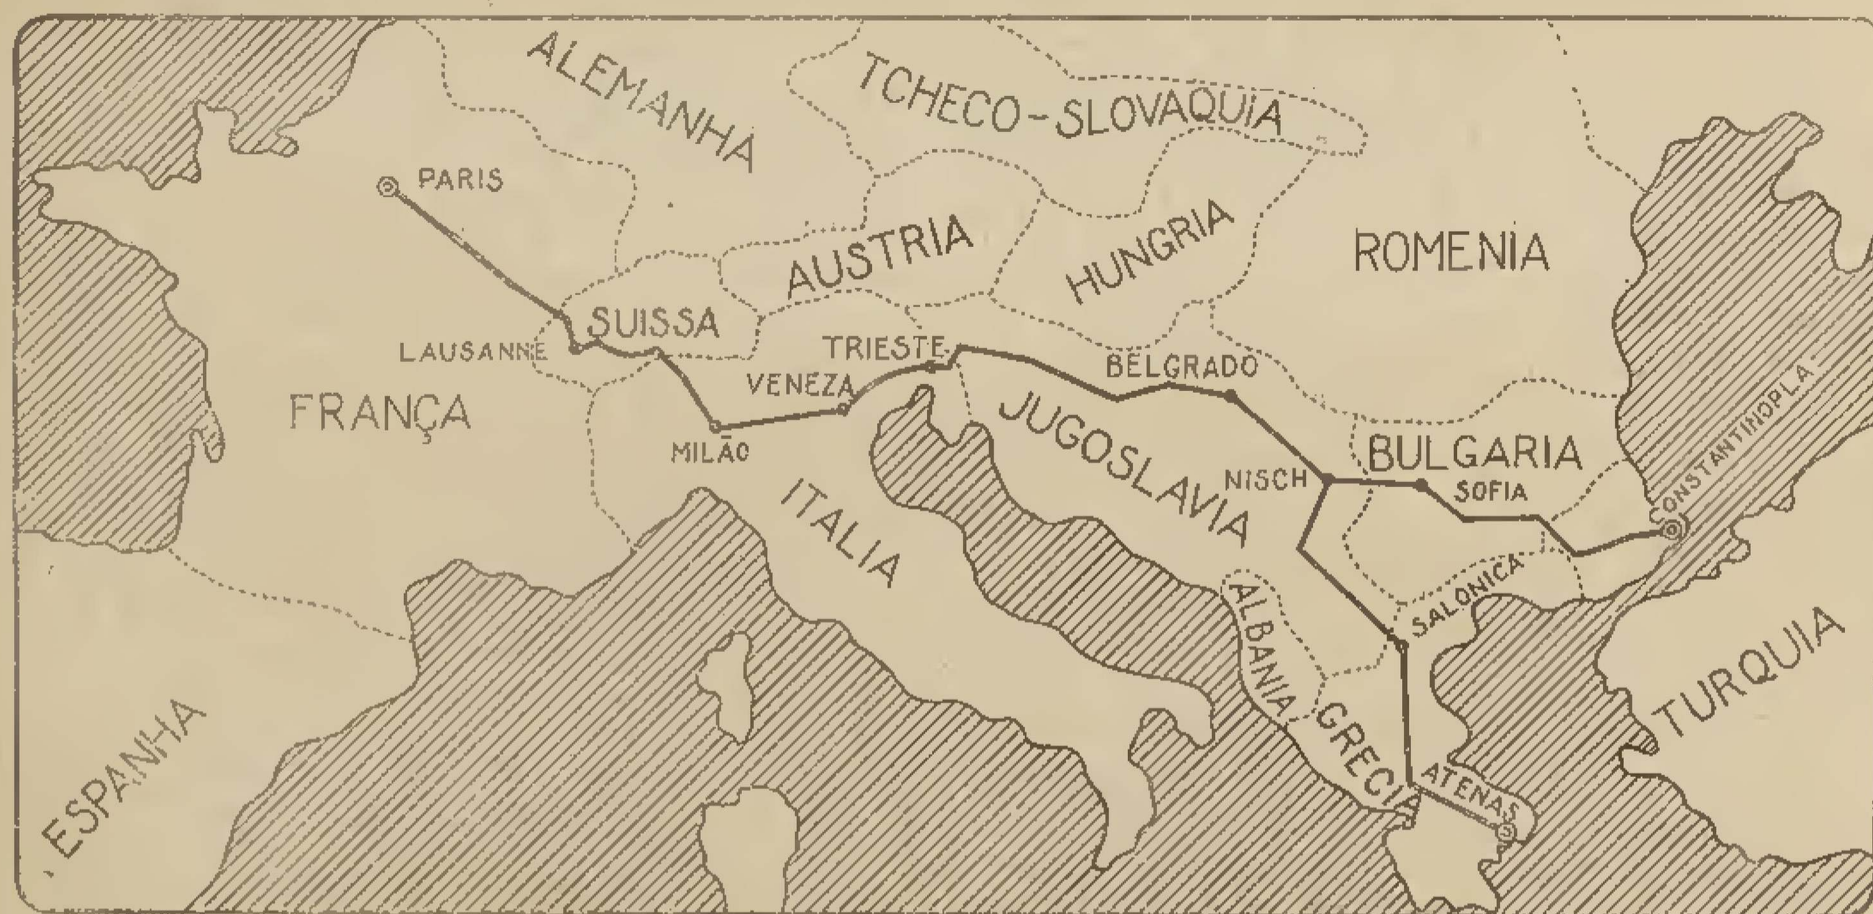 ALEMANHA
TCHECO-SLOVAQUIA
PARIS
AUSTRIA
HUNGRIA
ROMENIA
SUISSA
LAUSANNE
TRIESTE
VENEZA
BELGRADO
FRANÇA
MILÃO
JUGOSLAVIA
BULGARIA
NISCH
SOFIA
CONSTANTINOPLA
ITALIA
SALONICA
ALBANIA
GRECIA
ATENAS
TURQUIA
ESPANHA